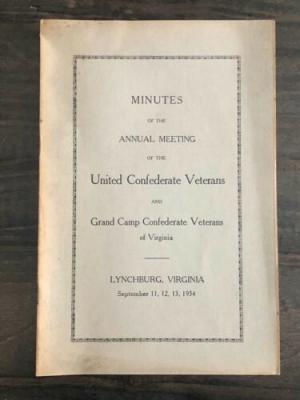 MINUTES
OF THE
ANNUAL MEETING
OF THE
United Confederate Veterans
AND
Grand Camp Confederate Veterans
of Virginia
LYNCHBURG, VIRGINIA
September 11, 12, 13, 1934